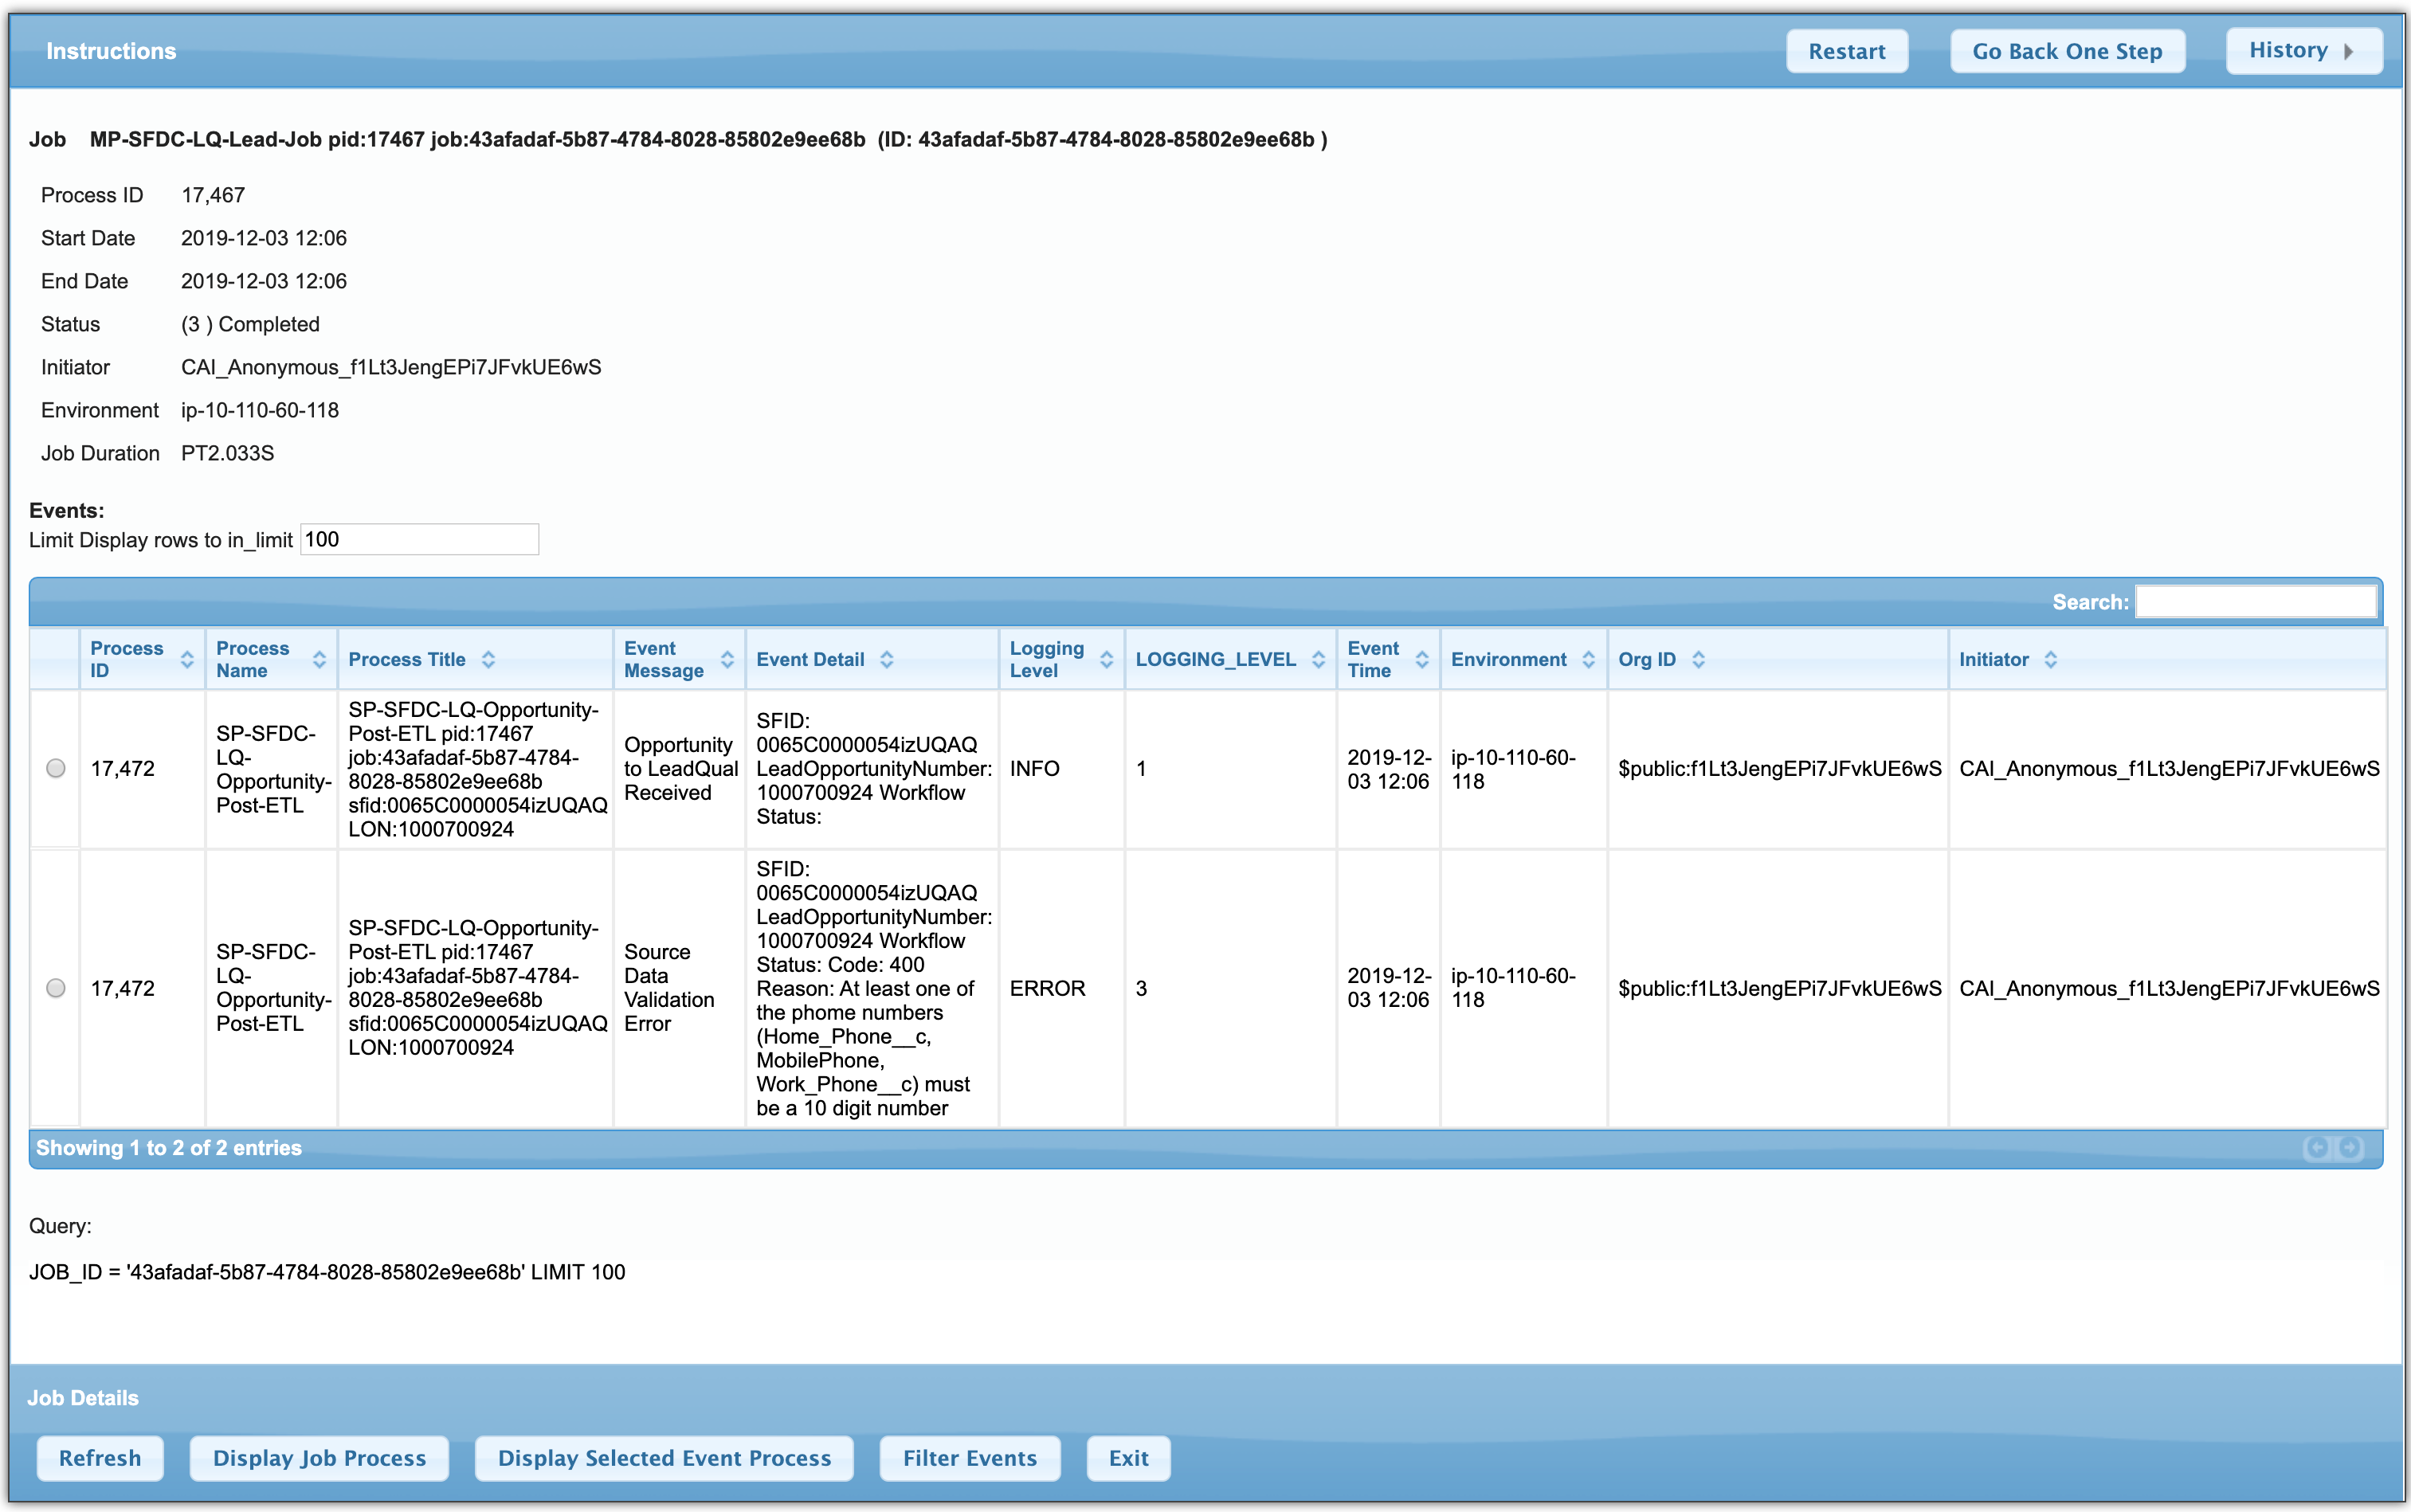 Instructions
Restart
Go Back One Step
History
Job MP-SFDC-LQ-Lead-Job pid:17467 job:43afadaf-5b87-4784-8028-85802e9ee68b (ID: 43afadaf-5b87-4784-8028-85802e9ee68b )
Process ID 17,467
Start Date 2019-12-03 12:06
End Date 2019-12-03 12:06
Status (3 ) Completed
Initiator CAI_Anonymous_f1Lt3JengEPi7JFvkUE6wS
Environment ip-10-110-60-118
Job Duration PT2.033S
Events:
Limit Display rows to in_limit 100
Search:
Process
ID
Process
Name
Process Title
Event
Message
Event Detail
Logging
Level
LOGGING_LEVEL
Event
Time
Environment
Org ID
Initiator
17,472
SP-SFDC-
LQ-
Opportunity-
Post-ETL
SP-SFDC-LQ-Opportunity-
Post-ETL pid:17467
job:43afadaf-5b87-4784-
8028-85802e9ee68b
sfid:0065C0000054izUQAQ
LON:1000700924
Opportunity
to LeadQual
Received
SFID:
0065C0000054izUQAQ
LeadOpportunityNumber:
1000700924 Workflow
Status:
INFO
1
2019-12-
03 12:06
ip-10-110-60-
118
$public:f1Lt3JengEPi7JFvkUE6wS
CAI_Anonymous_f1Lt3JengEPi7JFvkUE6wS
17,472
SP-SFDC-
LQ-
Opportunity-
Post-ETL
SP-SFDC-LQ-Opportunity-
Post-ETL pid:17467
job:43afadaf-5b87-4784-
8028-85802e9ee68b
sfid:0065C0000054izUQAQ
LON:1000700924
Source
Data
Validation
Error
SFID:
0065C0000054izUQAQ
LeadOpportunityNumber:
1000700924 Workflow
Status: Code: 400
Reason: At least one of
the phome numbers
(Home_Phone__c,
MobilePhone,
Work_Phone__c) must
be a 10 digit number
ERROR
3
2019-12-
03 12:06
ip-10-110-60-
118
$public:f1Lt3JengEPi7JFvkUE6wS
CAI_Anonymous_f1Lt3JengEPi7JFvkUE6wS
Showing 1 to 2 of 2 entries
Query:
JOB_ID = '43afadaf-5b87-4784-8028-85802e9ee68b' LIMIT 100
Job Details
Refresh
Display Job Process
Display Selected Event Process
Filter Events
Exit